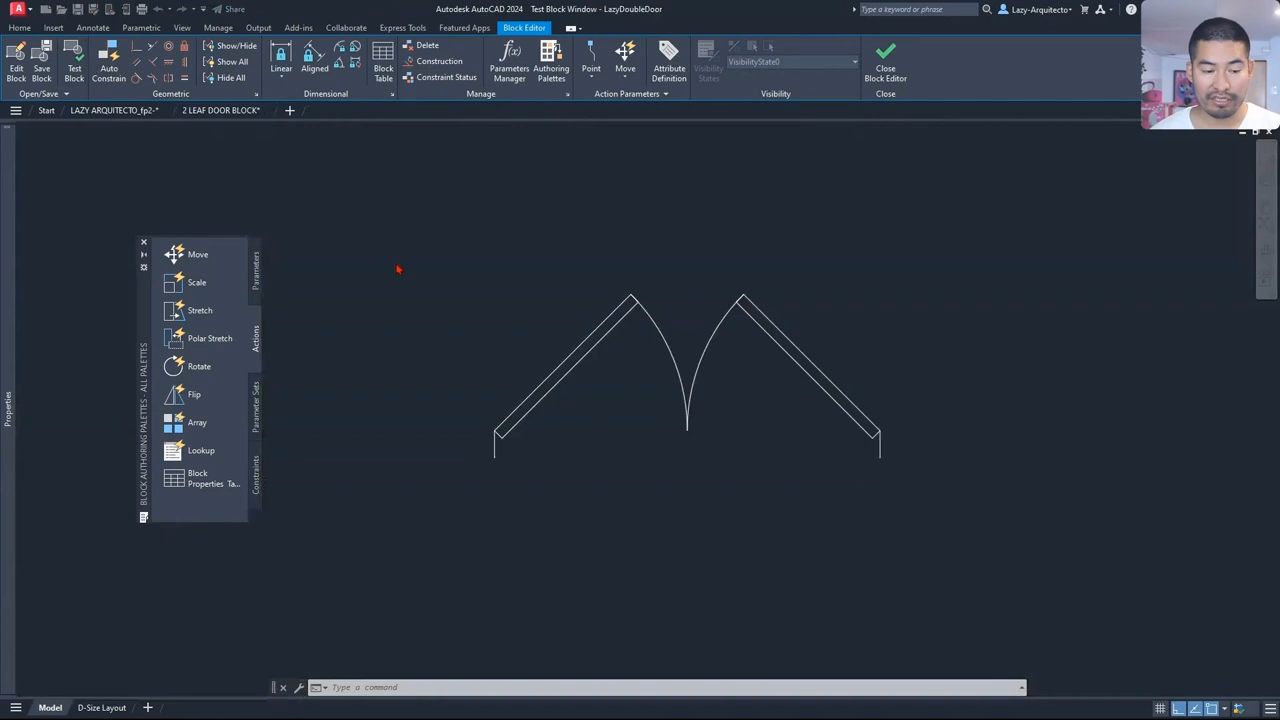 Share
Autodesk AutoCAD 2024   Test Block Window - LazyDoubleDoor
Type a keyword or phrase
Lazy-Arquitecto
Home
Insert
Annotate
Parametric
View
Manage
Output
Add-ins
Collaborate
Express Tools
Featured Apps
Block Editor
Edit
Block
Save
Block
Test
Block
Auto
Constrain
Show/Hide
Show All
Hide All
Linear
Aligned
Block
Table
Delete
Construction
Constraint Status
Parameters
Manager
Authoring
Palettes
Point
Move
Attribute
Definition
Visibility
States
VisibilityState0
Close
Block Editor
Open/Save
Geometric
Dimensional
Manage
Action Parameters
Visibility
Close
Start
LAZY ARQUITECTO_fp2-*
2 LEAF DOOR BLOCK*
Properties
BLOCK AUTHORING PALETTES - ALL PALETTES
Move
Scale
Stretch
Polar Stretch
Rotate
Flip
Array
Lookup
Block
Properties Ta...
Parameters
Actions
Parameter Sets
Constraints
Type a command
Model
D-Size Layout